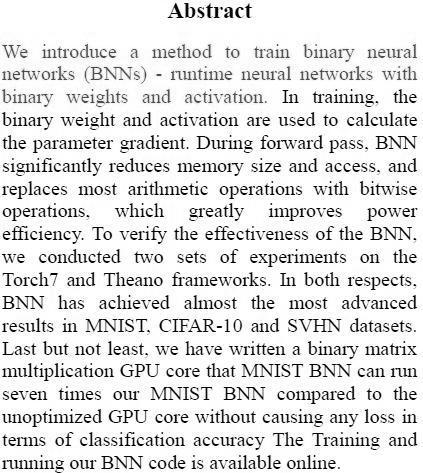 Abstract
We introduce a method to train binary neural
networks (BNNs) - runtime neural networks with
binary weights and activation. In training, the
binary weight and activation are used to calculate
the parameter gradient. During forward pass, BNN
significantly reduces memory size and access, and
replaces most arithmetic operations with bitwise
operations, which greatly improves power
efficiency. To verify the effectiveness of the BNN,
we conducted two sets of experiments on the
Torch7 and Theano frameworks. In both respects,
BNN has achieved almost the most advanced
results in MNIST, CIFAR-10 and SVHN datasets.
Last but not least, we have written a binary matrix
multiplication GPU core that MNIST BNN can run
seven times our MNIST BNN compared to the
unoptimized GPU core without causing any loss in
terms of classification accuracy The Training and
running our BNN code is available online.